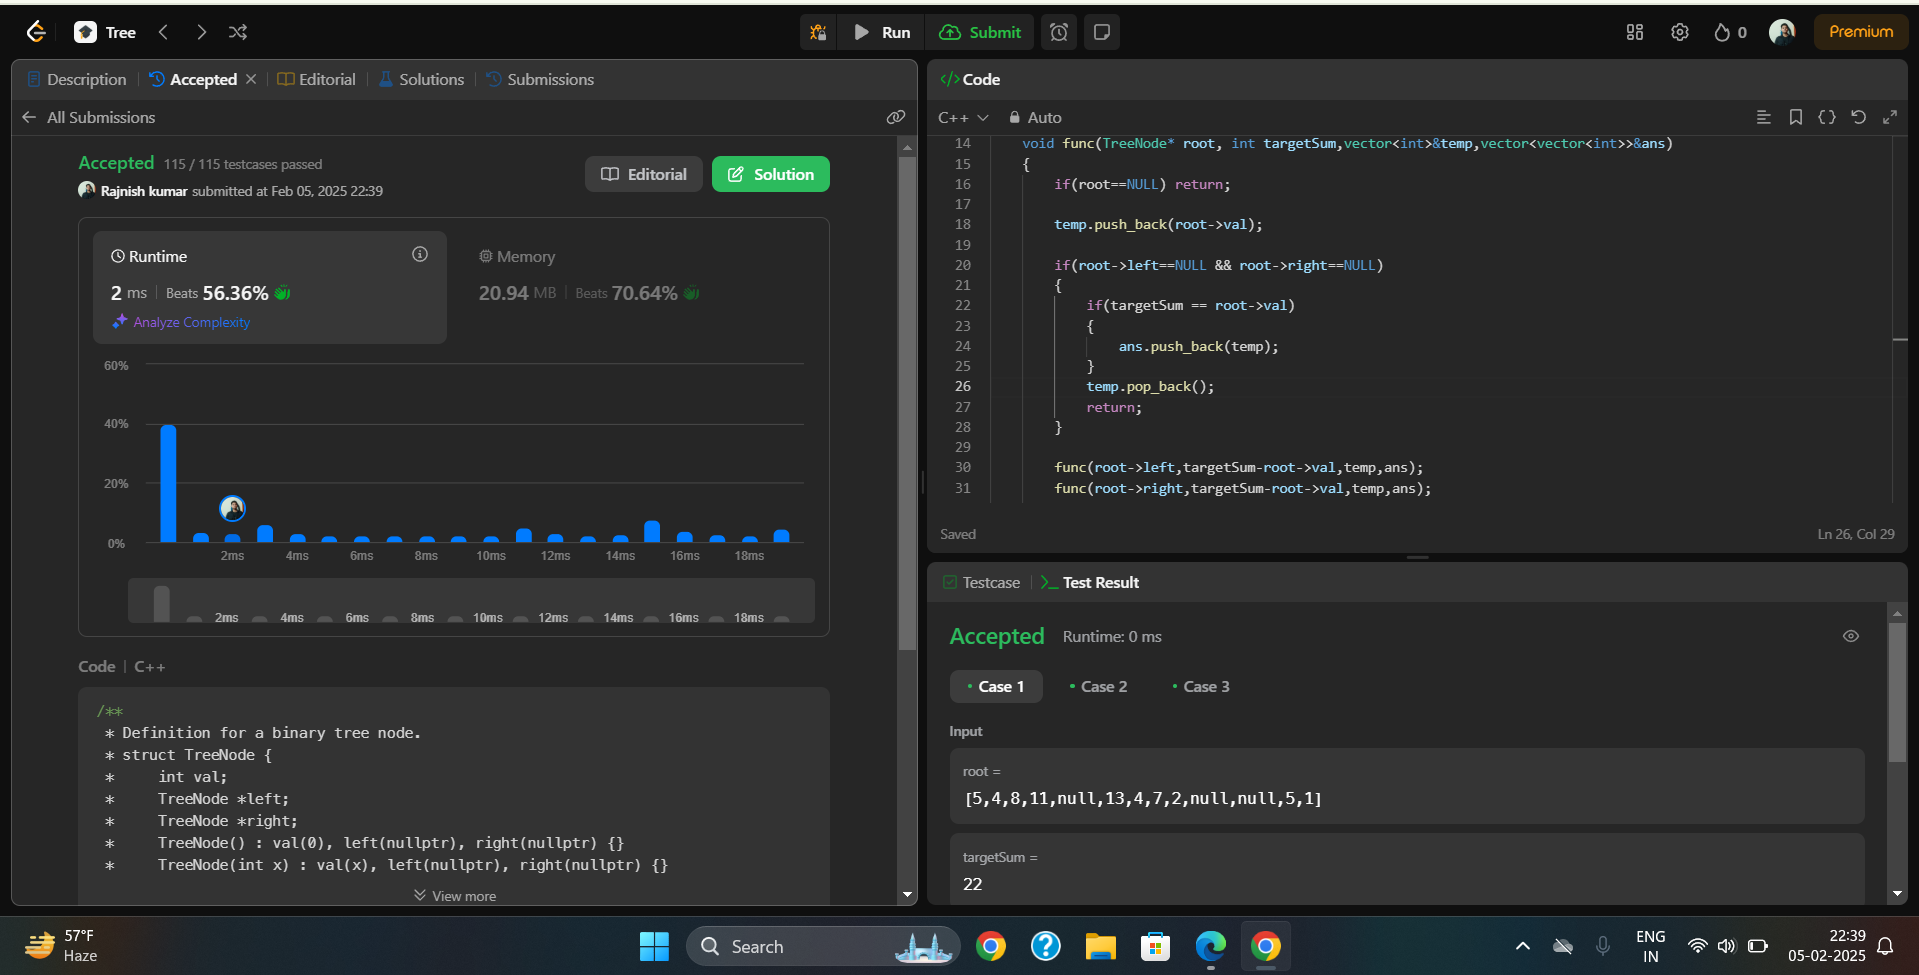 Tree
Run
Submit
0
Premium
Description
Accepted
Editorial
Solutions
Submissions
All Submissions
Accepted 115 / 115 testcases passed
Rajnish kumar submitted at Feb 05, 2025 22:39
Editorial
Solution
Runtime
2 ms Beats 56.36%
Analyze Complexity
Memory
20.94 MB Beats 70.64%
60%
40%
20%
0%
2ms 4ms 6ms 8ms 10ms 12ms 14ms 16ms 18ms
2ms 4ms 6ms 8ms 10ms 12ms 14ms 16ms 18ms
Code | C++
/**
* Definition for a binary tree node.
* struct TreeNode {
*     int val;
*     TreeNode *left;
*     TreeNode *right;
*     TreeNode() : val(0), left(nullptr), right(nullptr) {}
*     TreeNode(int x) : val(x), left(nullptr), right(nullptr) {}
View more
</> Code
C++ Auto
14 void func(TreeNode* root, int targetSum,vector<int>&temp,vector<vector<int>>&ans)
15 {
16     if(root==NULL) return;
17
18     temp.push_back(root->val);
19
20     if(root->left==NULL && root->right==NULL)
21     {
22         if(targetSum == root->val)
23         {
24             ans.push_back(temp);
25         }
26         temp.pop_back();
27         return;
28     }
29
30     func(root->left,targetSum-root->val,temp,ans);
31     func(root->right,targetSum-root->val,temp,ans);
Saved
Ln 26, Col 29
Testcase
Test Result
Accepted Runtime: 0 ms
Case 1
Case 2
Case 3
Input
root =
[5,4,8,11,null,13,4,7,2,null,null,5,1]
targetSum =
22
57°F
Haze
Search
ENG
IN
22:39
05-02-2025